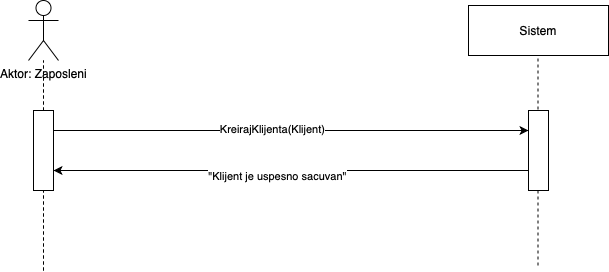 Sistem
Aktor: Zaposleni
KreirajKlijenta(Klijent)
"Klijent je uspesno sacuvan"